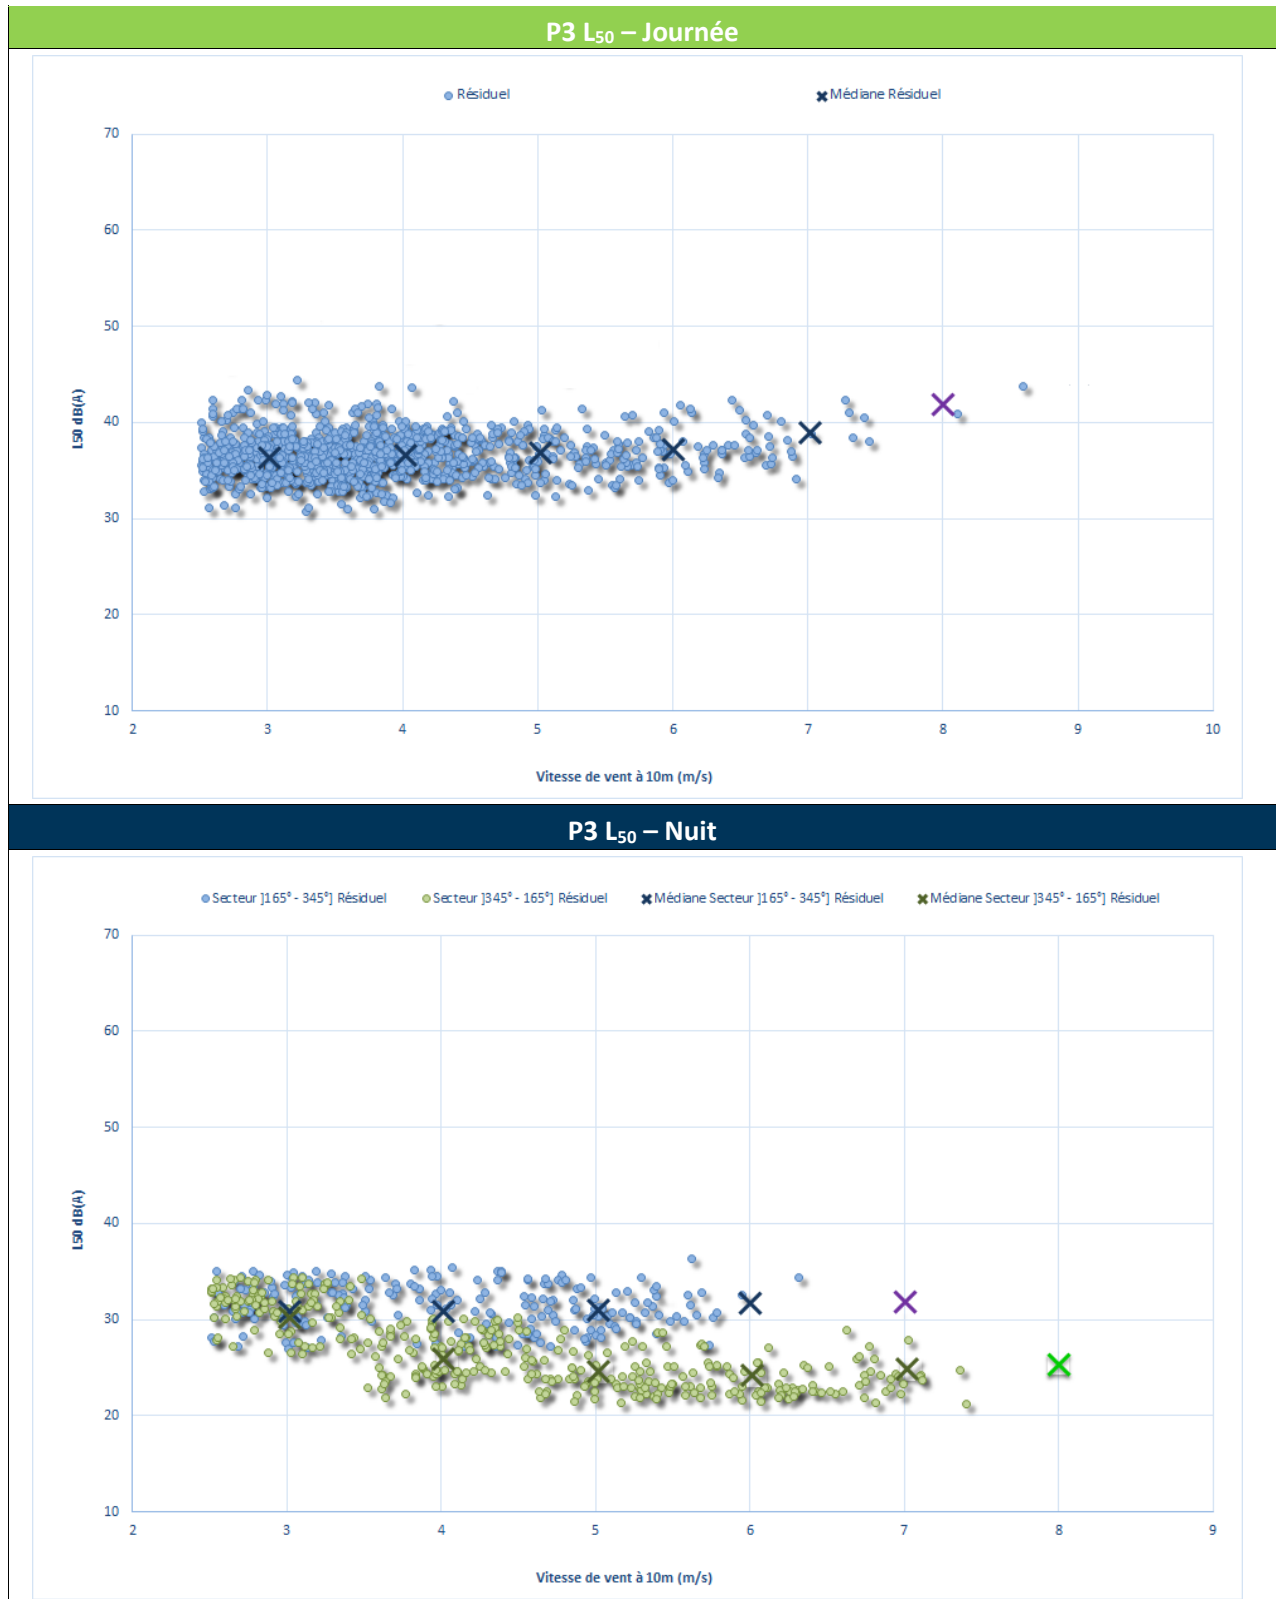 P3 L50 – Journée
Résiduel
Médiane Résiduel
70
60
50
40
30
20
10
L50 dB(A)
2 3 4 5 6 7 8 9 10
Vitesse de vent à 10m (m/s)
P3 L50 – Nuit
Secteur ]165° - 345°] Résiduel
Secteur ]345° - 165°] Résiduel
Médiane Secteur ]165° - 345°] Résiduel
Médiane Secteur ]345° - 165°] Résiduel
70
60
50
40
30
20
10
L50 dB(A)
2 3 4 5 6 7 8 9
Vitesse de vent à 10m (m/s)